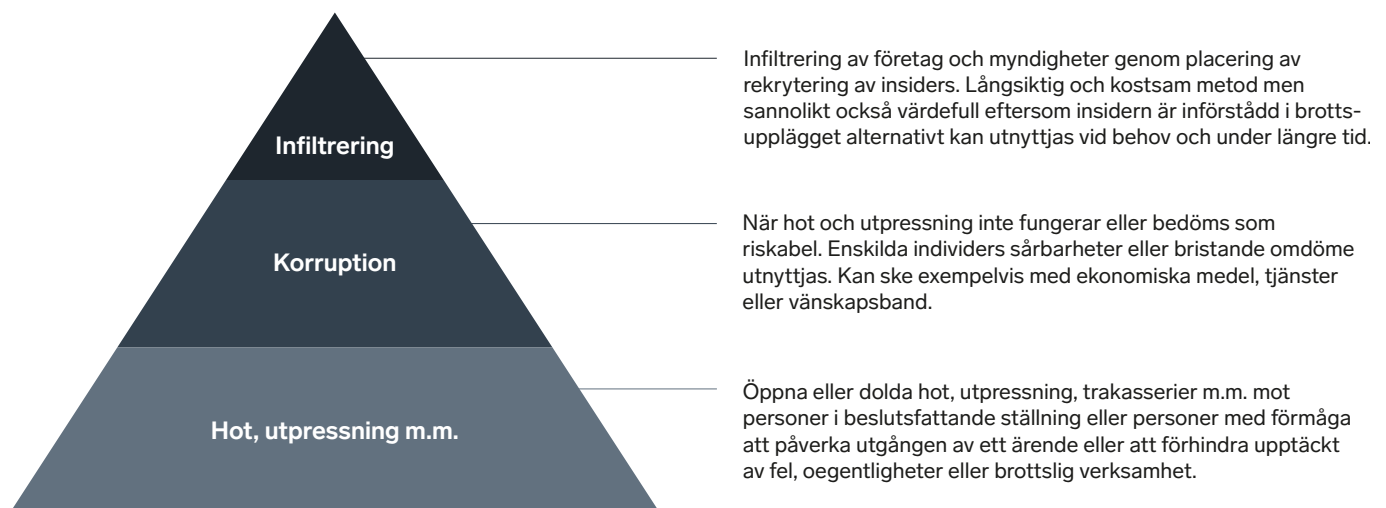 Infiltrering
Infiltrering av företag och myndigheter genom placering av
rekrytering av insiders. Långsiktig och kostsam metod men
sannolikt också värdefull eftersom insidern är införstådd i brotts-
upplägget alternativt kan utnyttjas vid behov och under längre tid.
Korruption
När hot och utpressning inte fungerar eller bedöms som
riskabel. Enskilda individers sårbarheter eller bristande omdöme
utnyttjas. Kan ske exempelvis med ekonomiska medel, tjänster
eller vänskapsband.
Hot, utpressning m.m.
Öppna eller dolda hot, utpressning, trakasserier m.m. mot
personer i beslutsfattande ställning eller personer med förmåga
att påverka utgången av ett ärende eller att förhindra upptäckt
av fel, oegentligheter eller brottslig verksamhet.